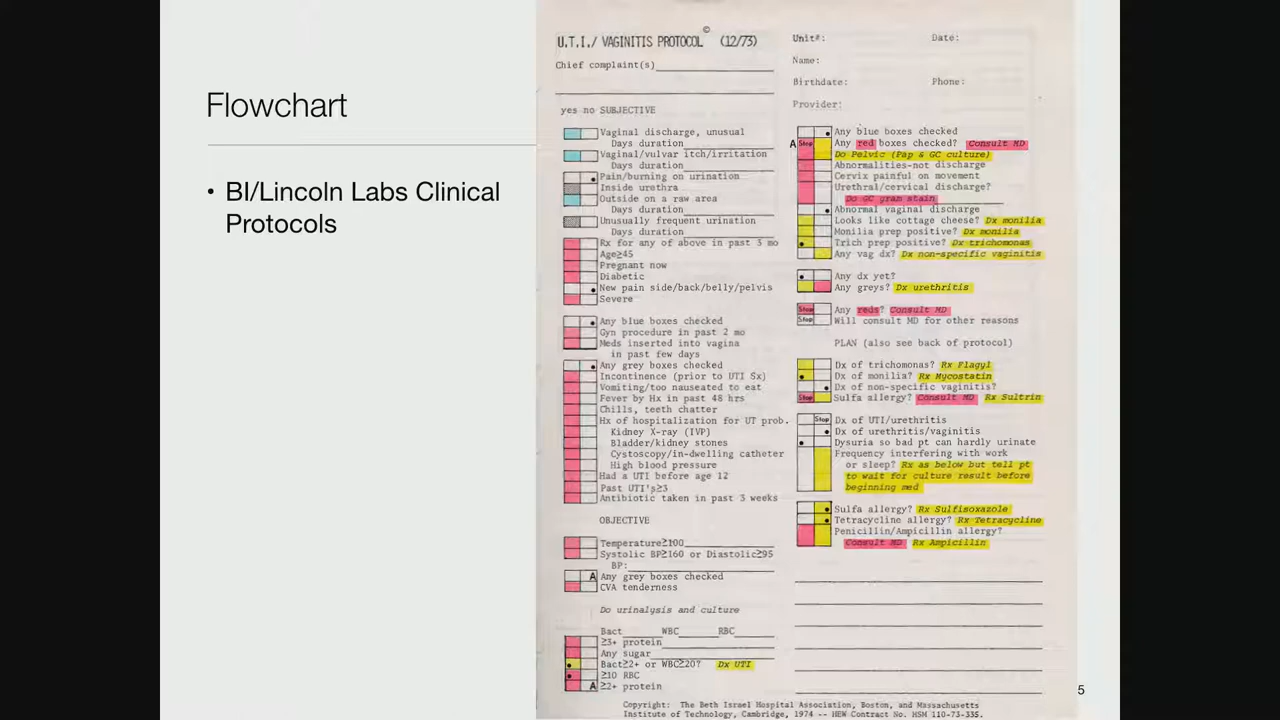 Flowchart
• BI/Lincoln Labs Clinical
Protocols
U.T.I./ VAGINITIS PROTOCOL © (12/73)
Chief complaint(s)
yes no SUBJECTIVE
Vaginal discharge, unusual
Days duration
Vaginal/vulvar itch/irritation
Days duration
Pain/burning on urination
Inside urethra
Outside on a raw area
Days duration
Unusually frequent urination
Days duration
Rx for any of above in past 3 mo
Age≥45
Pregnant now
Diabetic
New pain side/back/belly/pelvis
Severe
Any blue boxes checked
Gyn procedure in past 2 mo
Meds inserted into vagina
in past few days
Any grey boxes checked
Incontinence (prior to UTI Sx)
Vomiting/too nauseated to eat
Fever by Hx in past 48 hrs
Chills, teeth chatter
Hx of hospitalization for UT prob.
Kidney X-ray (IVP)
Bladder/kidney stones
Cystoscopy/in-dwelling catheter
High blood pressure
Had a UTI before age 12
Past UTI's≥3
Antibiotic taken in past 3 weeks
OBJECTIVE
Temperature≥100
Systolic BP≥160 or Diastolic≥95
BP:
A Any grey boxes checked
CVA tenderness
Do urinalysis and culture
Bact WBC RBC
≥3+ protein
Any sugar
Bact≥2+ or WBC≥20? Dx UTI
≥10 RBC
A ≥2+ protein
Unit#: Date:
Name:
Birthdate: Phone:
Provider:
Any blue boxes checked
A Stop Any red boxes checked? Consult MD
Do Pelvic (Pap & GC culture)
Abnormalities-not discharge
Cervix painful on movement
Urethral/cervical discharge?
Do GC gram stain
Abnormal vaginal discharge
Looks like cottage cheese? Dx monilia
Monilia prep positive? Dx monilia
Trich prep positive? Dx trichomonas
Any vag dx? Dx non-specific vaginitis
Any dx yet?
Any greys? Dx urethritis
Stop Any reds? Consult MD
Stop Will consult MD for other reasons
PLAN (also see back of protocol)
Dx of trichomonas? Rx Flagyl
Dx of monilia? Rx Mycostatin
Dx of non-specific vaginitis?
Stop Sulfa allergy? Consult MD Rx Sultrin
Stop Dx of UTI/urethritis
Dx of urethritis/vaginitis
Dysuria so bad pt can hardly urinate
Frequency interfering with work
or sleep? Rx as below but tell pt
to wait for culture result before
beginning med
Sulfa allergy? Rx Sulfisoxazole
Tetracycline allergy? Rx Tetracycline
Penicillin/Ampicillin allergy?
Consult MD Rx Ampicillin
Copyright: The Beth Israel Hospital Association, Boston, and Massachusetts
Institute of Technology, Cambridge, 1974 -- HEW Contract No. HSM 110-73-335.
5